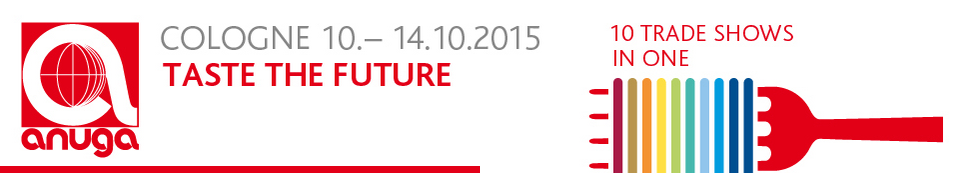 COLOGNE 10.– 14.10.2015
TASTE THE FUTURE
anuga
10 TRADE SHOWS
IN ONE